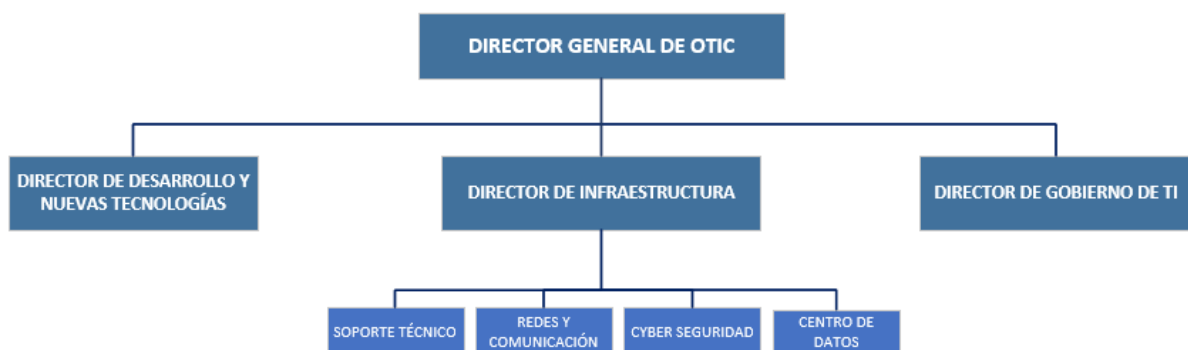 DIRECTOR GENERAL DE OTIC
DIRECTOR DE DESARROLLO Y
NUEVAS TECNOLOGÍAS
DIRECTOR DE INFRAESTRUCTURA
DIRECTOR DE GOBIERNO DE TI
SOPORTE TÉCNICO
REDES Y
COMUNICACIÓN
CYBER SEGURIDAD
CENTRO DE
DATOS